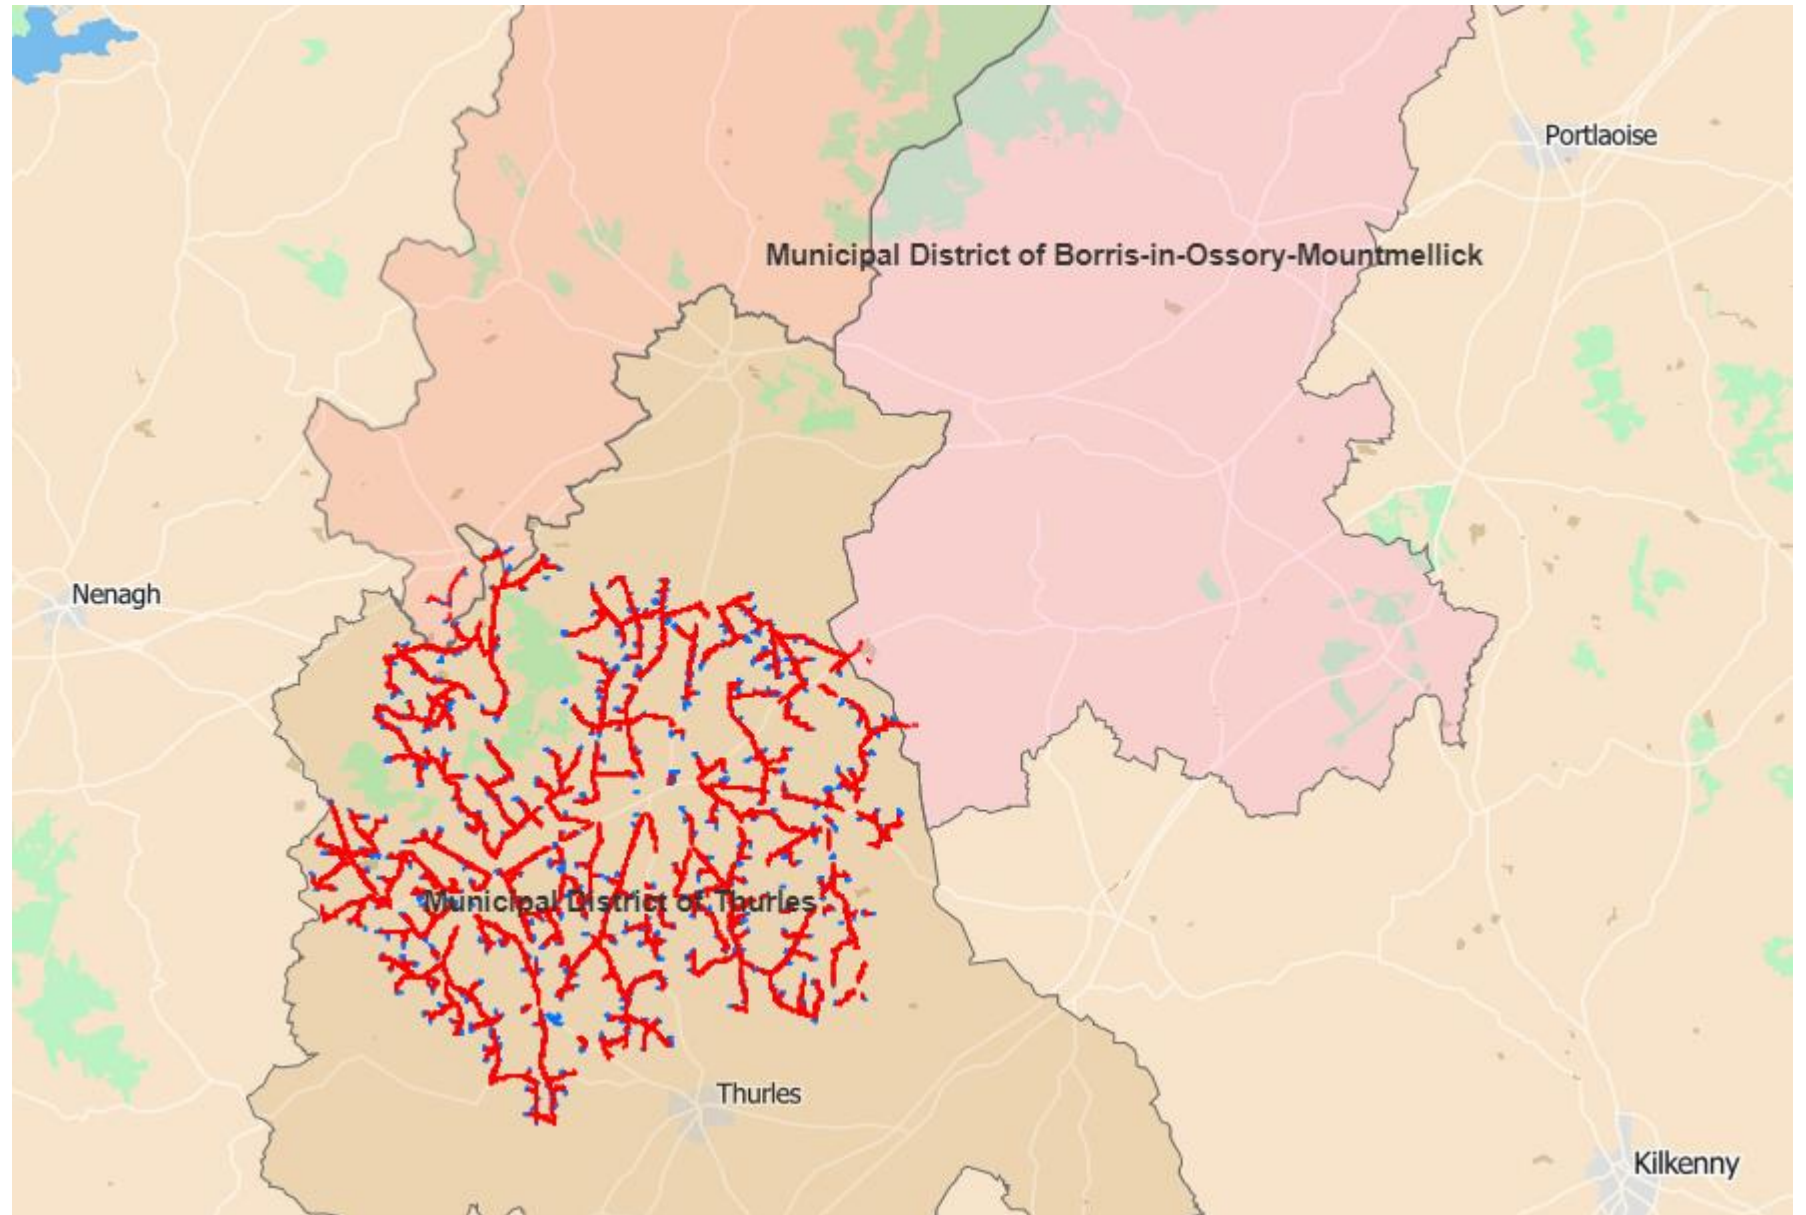 Portlaoise
Municipal District of Borris-in-Ossory-Mountmellick
Nenagh
Municipal District of Thurles
Thurles
Kilkenny